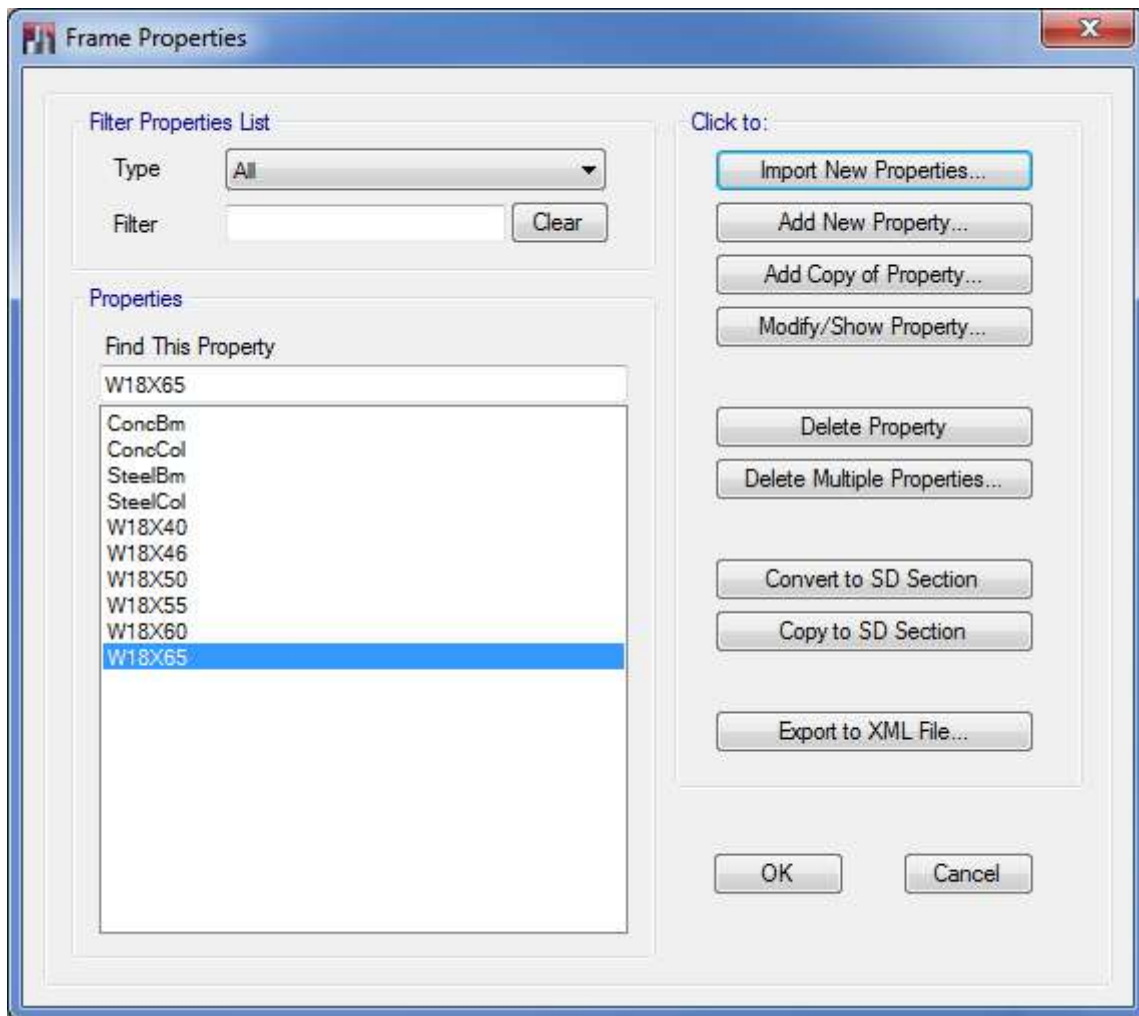 Frame Properties
Filter Properties List
Type
All
Filter
Clear
Properties
Find This Property
W18X65
ConcBm
ConcCol
SteelBm
SteelCol
W18X40
W18X46
W18X50
W18X55
W18X60
W18X65
Click to:
Import New Properties...
Add New Property...
Add Copy of Property...
Modify/Show Property...
Delete Property
Delete Multiple Properties...
Convert to SD Section
Copy to SD Section
Export to XML File...
OK
Cancel